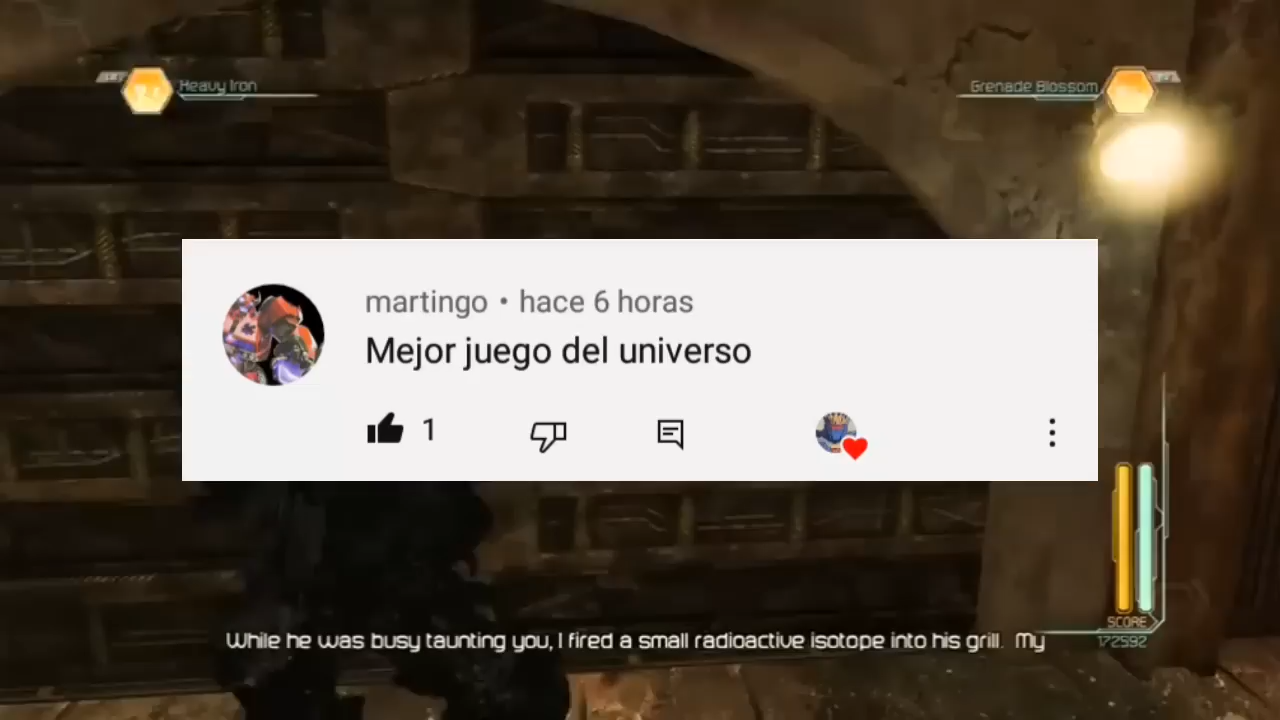 Heavy Iron
Grenade Blossom
martingo • hace 6 horas
Mejor juego del universo
1
While he was busy taunting you, I fired a small radioactive isotope into his grill. My
SCORE
172592